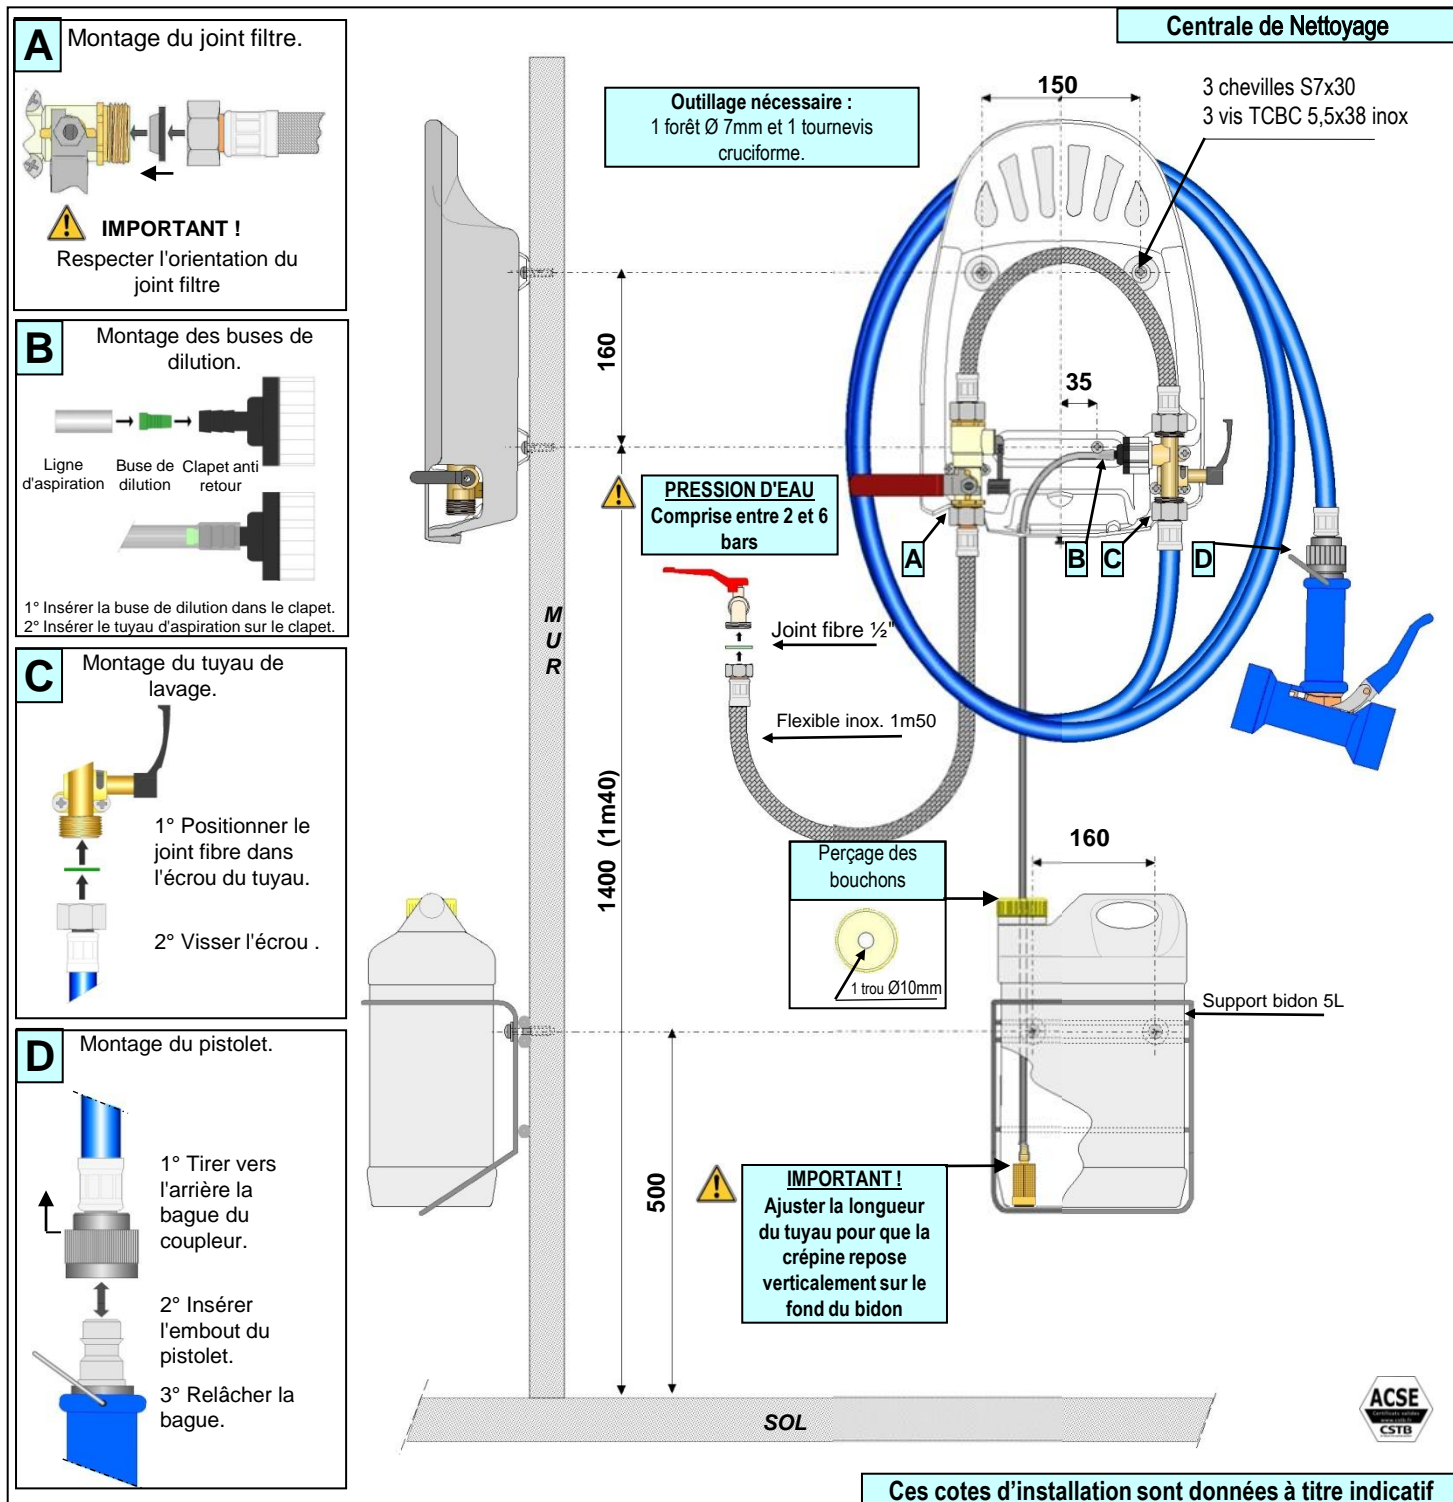 Centrale de Nettoyage
A
Montage du joint filtre.
IMPORTANT !
Respecter l'orientation du
joint filtre
B
Montage des buses de
dilution.
Ligne
d'aspiration
Buse de
dilution
Clapet anti
retour
1° Insérer la buse de dilution dans le clapet.
2° Insérer le tuyau d'aspiration sur le clapet.
C
Montage du tuyau de
lavage.
1° Positionner le
joint fibre dans
l'écrou du tuyau.
2° Visser l'écrou .
D
Montage du pistolet.
1° Tirer vers
l'arrière la
bague du
coupleur.
2° Insérer
l'embout du
pistolet.
3° Relâcher la
bague.
Outillage nécessaire :
1 forêt Ø 7mm et 1 tournevis
cruciforme.
150
3 chevilles S7x30
3 vis TCBC 5,5x38 inox
160
35
PRESSION D'EAU
Comprise entre 2 et 6
bars
A
B
C
D
M
U
R
Joint fibre ½"
Flexible inox. 1m50
1400 (1m40)
Perçage des
bouchons
1 trou Ø10mm
160
Support bidon 5L
500
IMPORTANT !
Ajuster la longueur
du tuyau pour que la
crépine repose
verticalement sur le
fond du bidon
SOL
ACSE
Certificats valides
www.cstb.fr
CSTB
Ces cotes d'installation sont données à titre indicatif